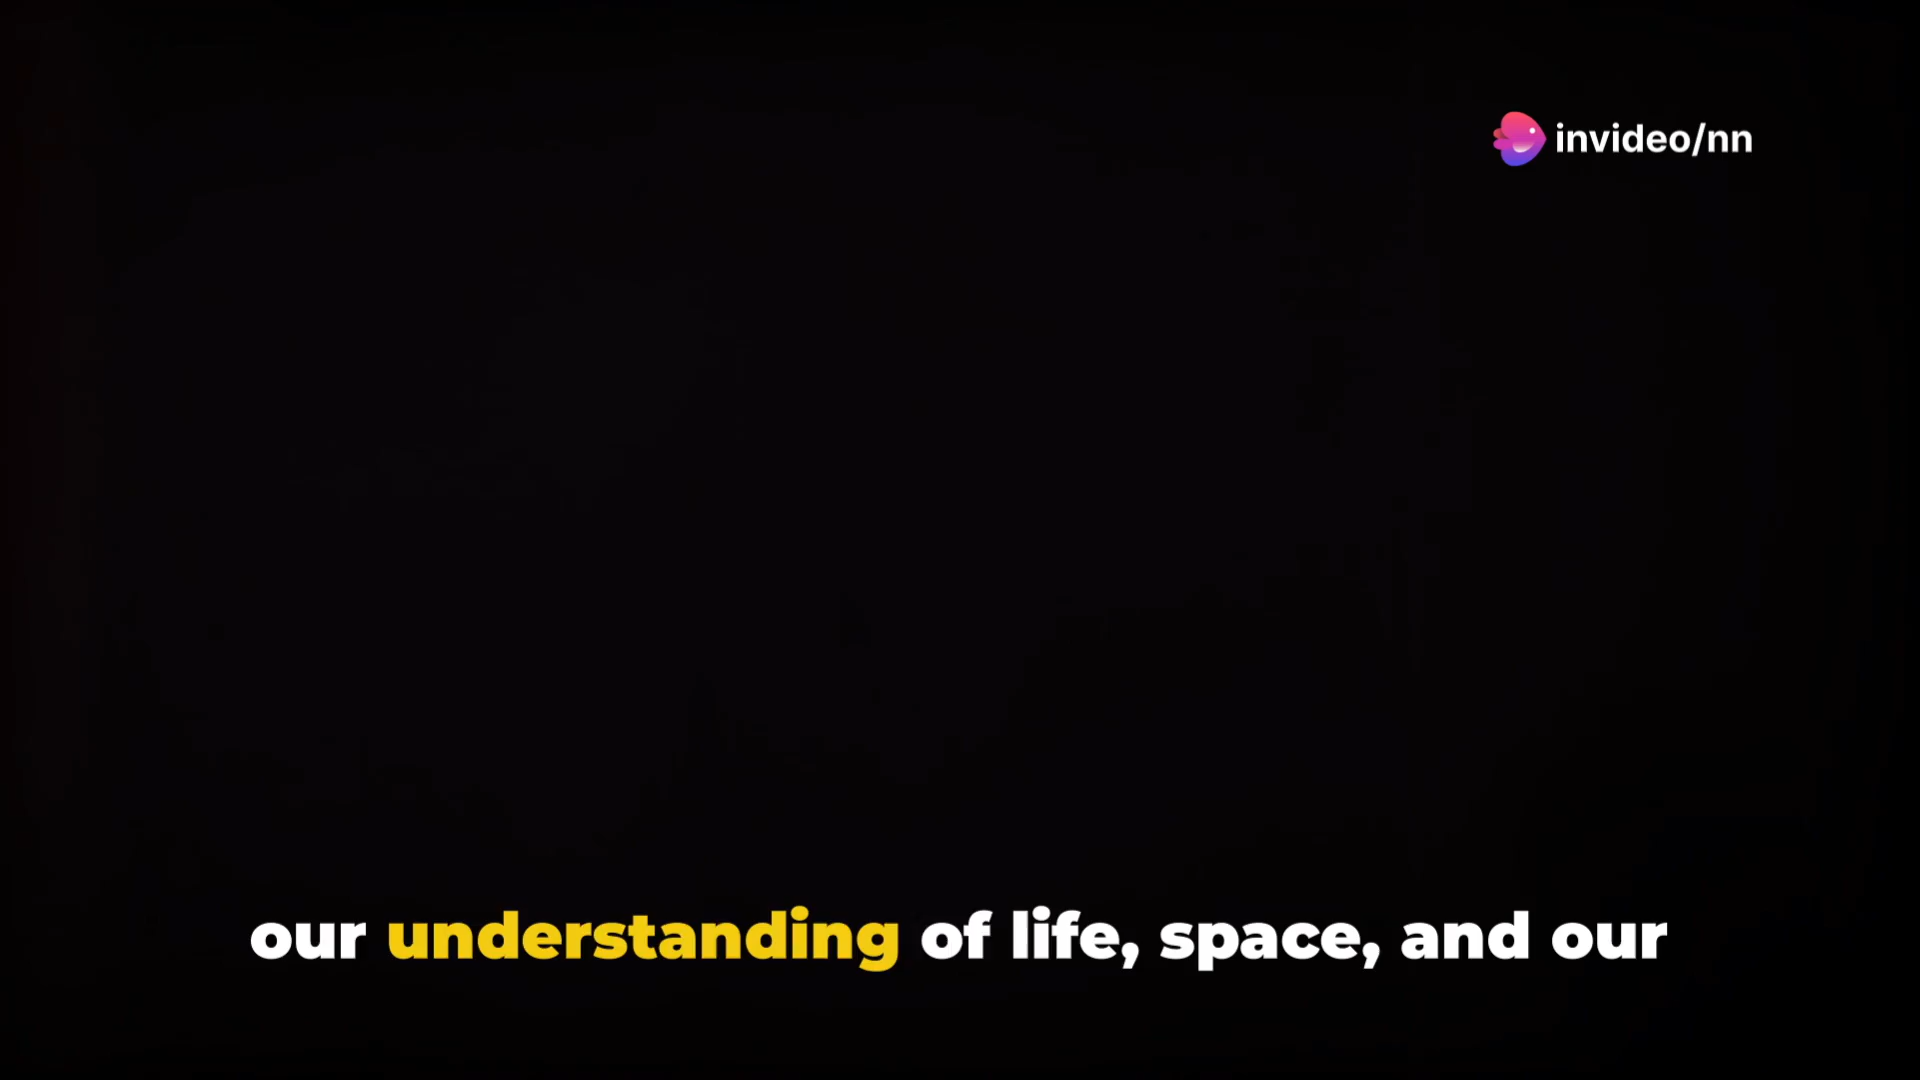 invideo/nn
our understanding of life, space, and our